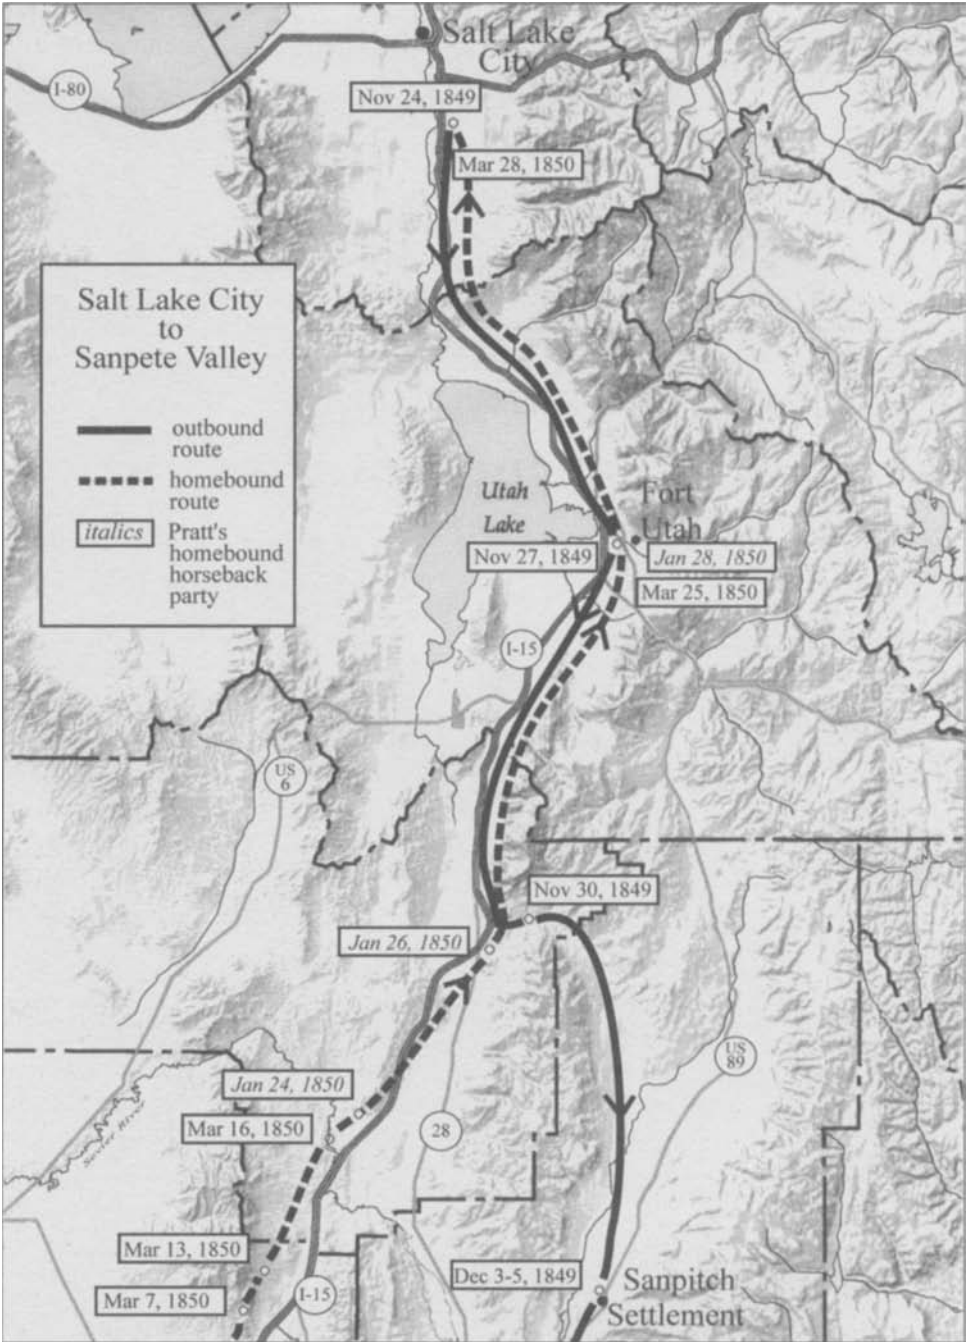 Salt Lake
City
I-80
Nov 24, 1849
Mar 28, 1850
Salt Lake City
to
Sanpete Valley
outbound
route
homebound
route
italics
Pratt's
homebound
horseback
party
Utah
Lake
Fort
Utah
Nov 27, 1849
Jan 28, 1850
Mar 25, 1850
I-15
US
6
Nov 30, 1849
Jan 26, 1850
US
89
Jan 24, 1850
Mar 16, 1850
28
Sevier River
Mar 13, 1850
Mar 7, 1850
I-15
Dec 3-5, 1849
Sanpitch
Settlement